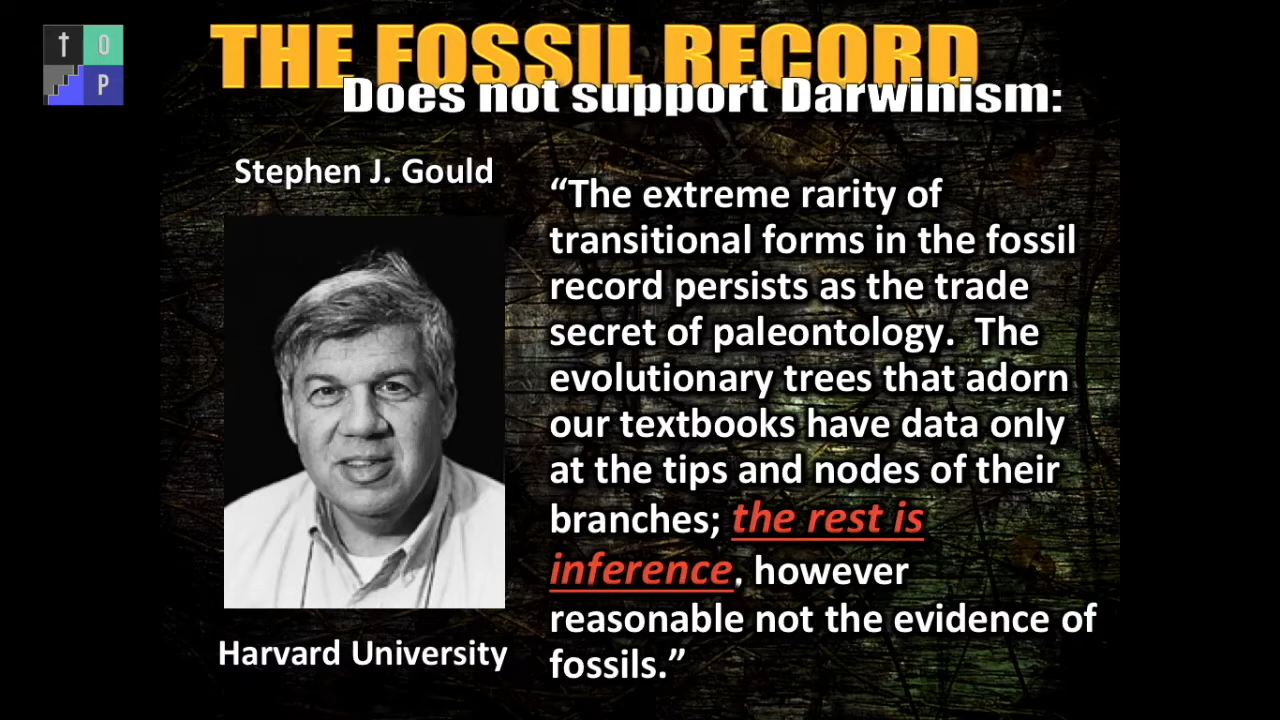 † O
P
THE FOSSIL RECORD
Does not support Darwinism:
Stephen J. Gould
“The extreme rarity of
transitional forms in the fossil
record persists as the trade
secret of paleontology.  The
evolutionary trees that adorn
our textbooks have data only
at the tips and nodes of their
branches; the rest is
inference, however
reasonable not the evidence of
fossils.”
Harvard University